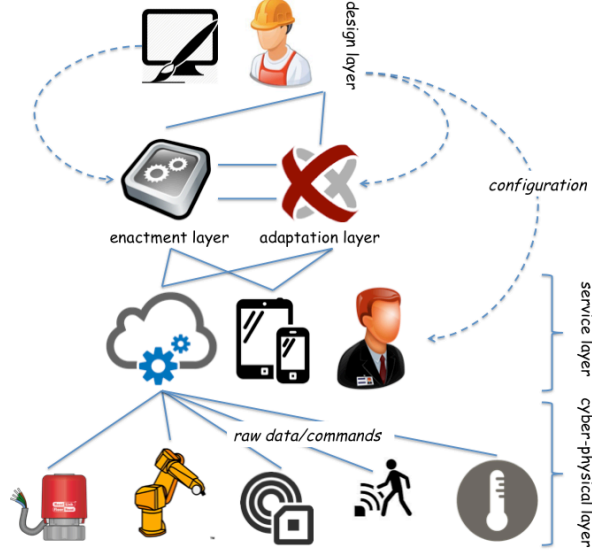 design layer
configuration
enactment layer
adaptation layer
service layer
raw data/commands
cyber-physical layer